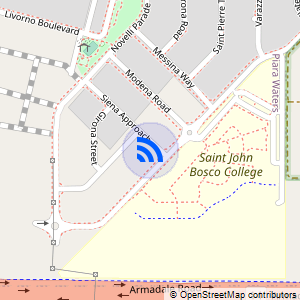 Livorno Boulevard
Novelli Parade
Messina Way
Modena Road
Siena Approach
Girona Street
Saint Pierre
Piara Waters
Saint John
Bosco College
Armadale Road
© OpenStreetMap contributors